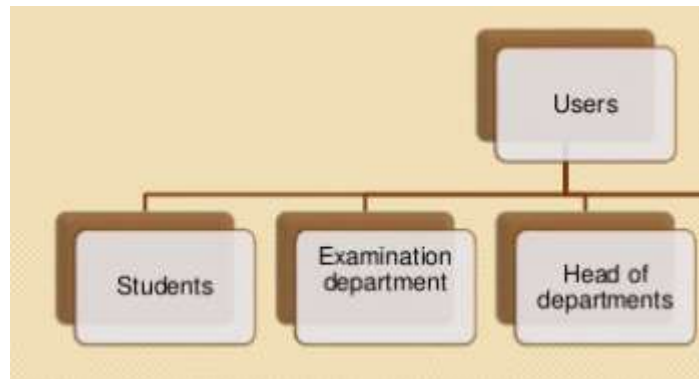 Users
Students
Examination
department
Head of
departments